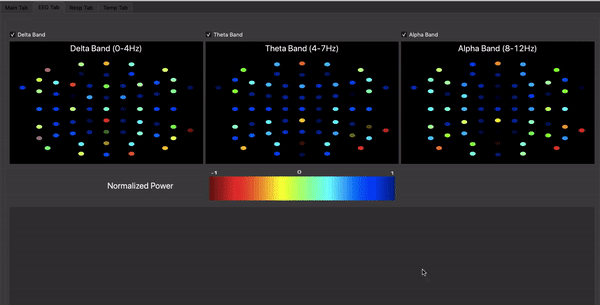 Main Tab EEG Tab Resp Tab Temp Tab
Delta Band Theta Band Alpha Band
Delta Band (0-4Hz) Theta Band (4-7Hz) Alpha Band (8-12Hz)
-1 0 1
Normalized Power